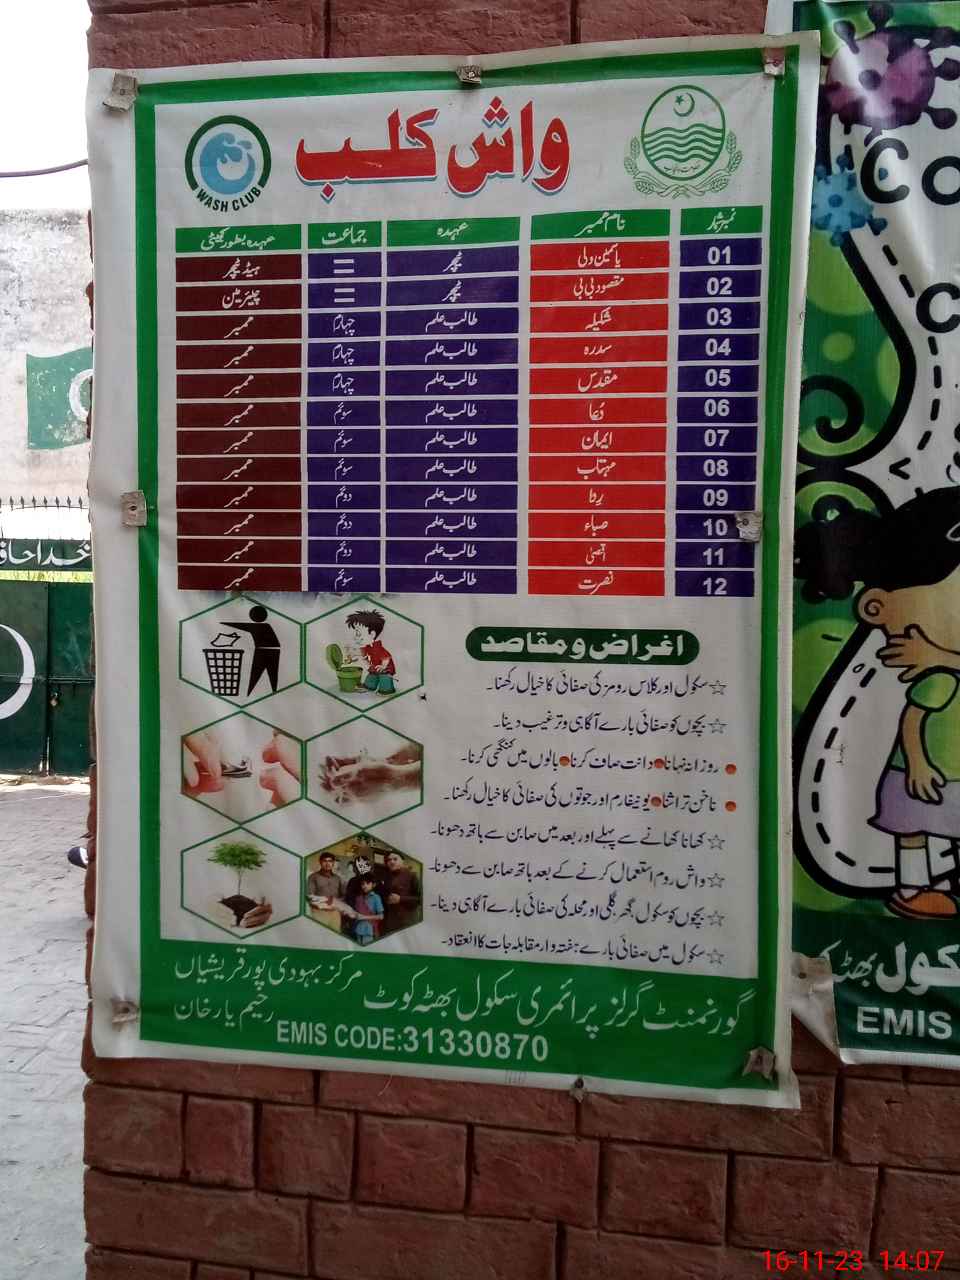 واش کلب
WASH CLUB
نمبرشمار نام ممبر عہدہ جماعت عہدہ بطور کمیٹی
01 یاسمین ولی ٹیچر = ہیڈ ٹیچر
02 مقصود بی بی ٹیچر = چیئرمین
03 شکیلہ طالب علم چہارم ممبر
04 سدرہ طالب علم چہارم ممبر
05 مقدس طالب علم چہارم ممبر
06 دُعا طالب علم سوئم ممبر
07 ایمان طالب علم سوئم ممبر
08 مہتاب طالب علم سوئم ممبر
09 رِدا طالب علم دوئم ممبر
10 صباء طالب علم دوئم ممبر
11 اقصیٰ طالب علم دوئم ممبر
12 نصرت طالب علم سوئم ممبر
اغراض و مقاصد
☆سکول اور کلاس رومز کی صفائی کا خیال رکھنا۔
☆بچوں کو صفائی بارے آگاہی و ترغیب دینا۔
●روزانہ نہانا●دانت صاف کرنا●بالوں میں کنگھی کرنا۔
●ناخن تراشنا●یونیفارم اور جوتوں کی صفائی کا خیال رکھنا۔
☆کھانا کھانے سے پہلے اور بعد میں صابن سے ہاتھ دھونا۔
☆واش روم استعمال کرنے کے بعد ہاتھ صابن سے دھونا۔
☆بچوں کو سکول، گھر، گلی اور محلہ کی صفائی بارے آگاہی دینا۔
☆سکول میں صفائی بارے ہفتہ وار مقابلہ جات کا انعقاد۔
گورنمنٹ گرلز پرائمری سکول بھٹہ کوٹ مرکز بہودی پور قریشیاں
رحیم یار خان
EMIS CODE:31330870
خدا حاف
Co
C
سکول بھٹہ ک
EMIS
16-11-23 14:07